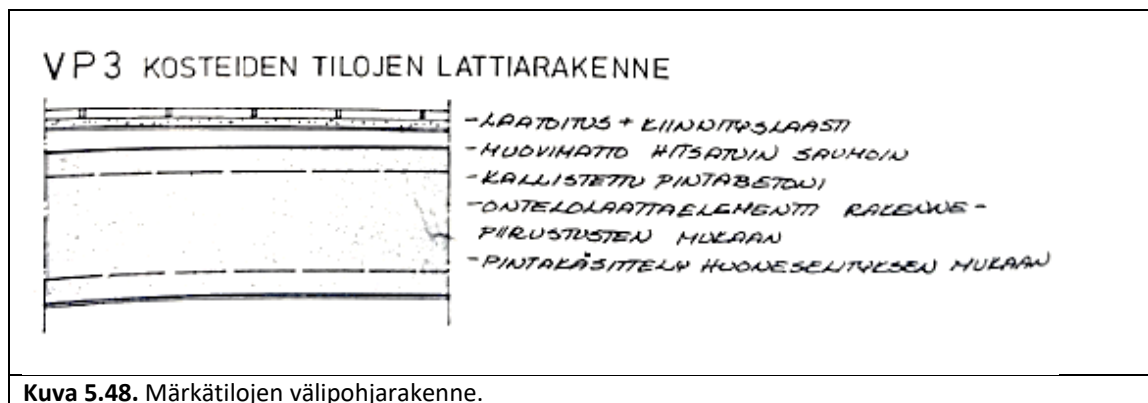 VP3 KOSTEIDEN TILOJEN LATTIARAKENNE
-LAATOITUS + KIINNITYSLAASTI
-MUOVIMATTO HITSATUIN SAUMOIN
-KALLISTETTU PINTABETONI
-ONTELOLAATTAELEMENTTI RAKENNE-
PIIRUSTUSTEN MUKAAN
-PINTAKÄSITTELY HUONESELITYKSEN MUKAAN
Kuva 5.48. Märkätilojen välipohjarakenne.